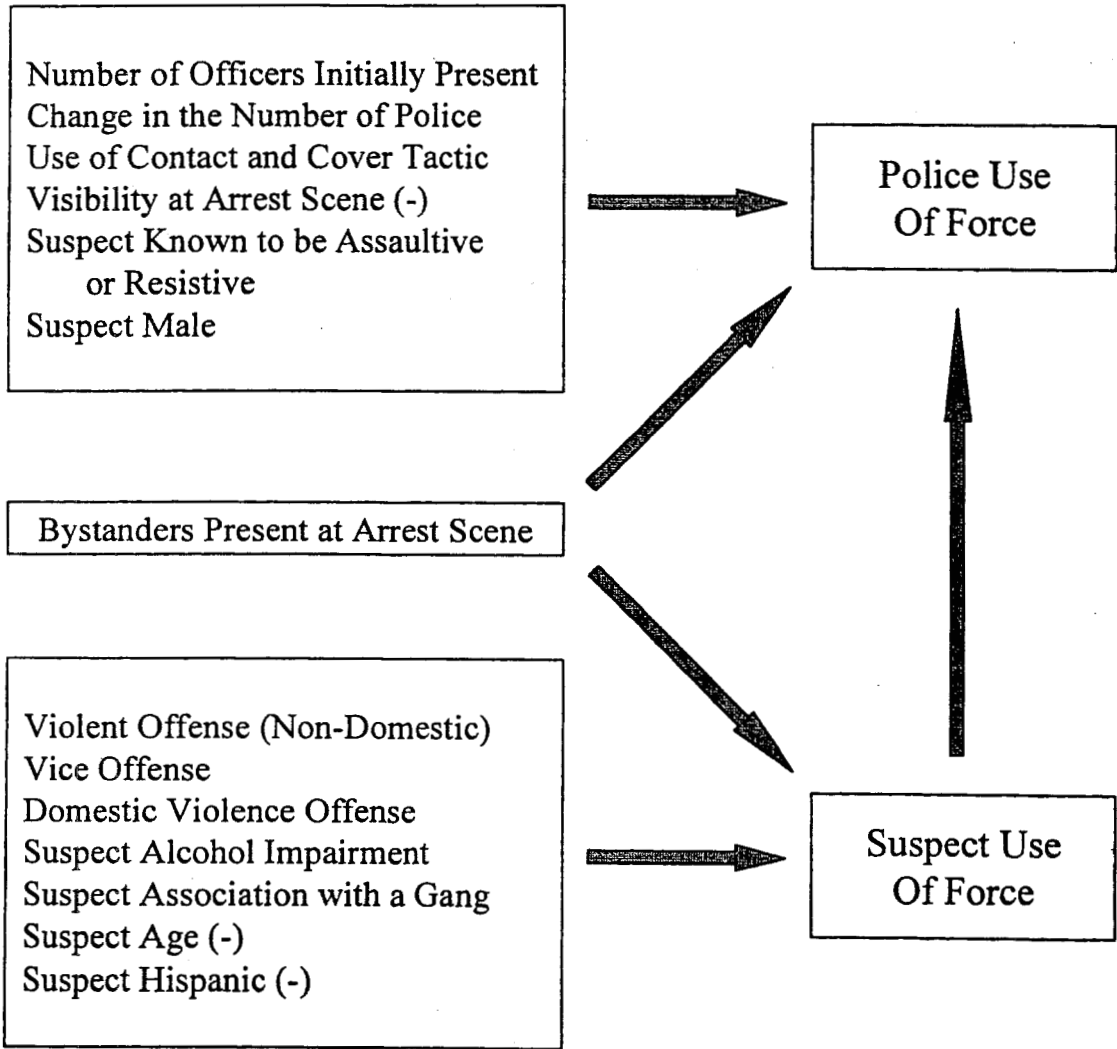 Number of Officers Initially Present
Change in the Number of Police
Use of Contact and Cover Tactic
Visibility at Arrest Scene (-)
Suspect Known to be Assaultive
or Resistive
Suspect Male
Police Use
Of Force
Bystanders Present at Arrest Scene
Violent Offense (Non-Domestic)
Vice Offense
Domestic Violence Offense
Suspect Alcohol Impairment
Suspect Association with a Gang
Suspect Age (-)
Suspect Hispanic (-)
Suspect Use
Of Force